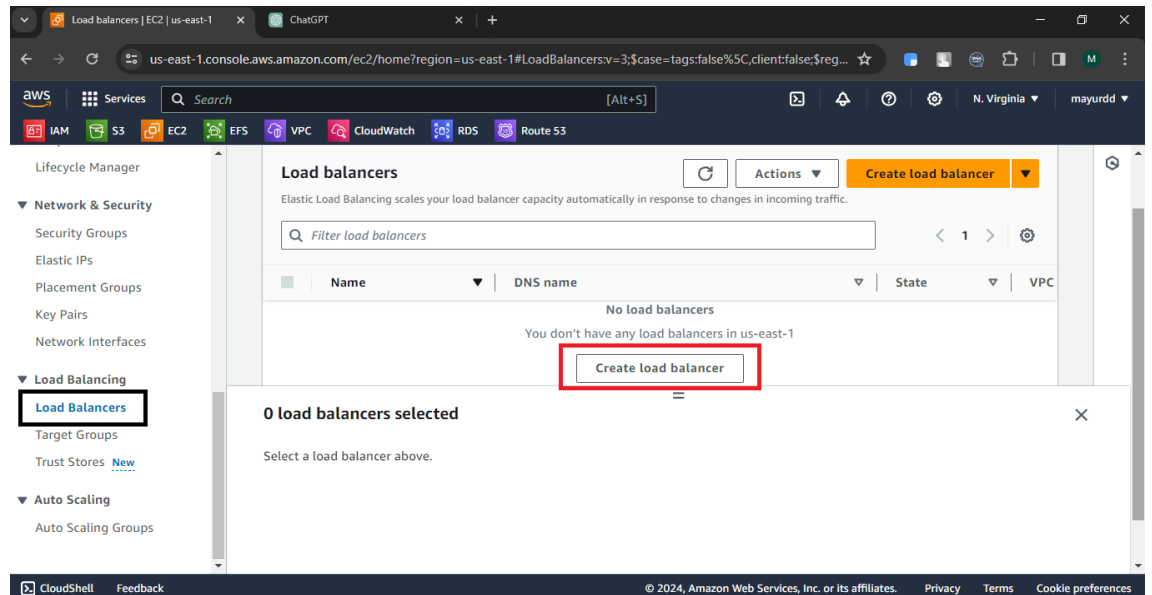 Load balancers | EC2 | us-east-1
ChatGPT
us-east-1.console.aws.amazon.com/ec2/home?region=us-east-1#LoadBalancers:v=3;$case=tags:false%5C,client:false;$reg...
M
aws Services Search [Alt+S] N. Virginia ▼ mayurdd ▼
IAM S3 EC2 EFS VPC CloudWatch RDS Route 53
Lifecycle Manager
Network & Security
Security Groups
Elastic IPs
Placement Groups
Key Pairs
Network Interfaces
Load Balancing
Load Balancers
Target Groups
Trust Stores New
Auto Scaling
Auto Scaling Groups
Load balancers
Actions ▼
Create load balancer
Elastic Load Balancing scales your load balancer capacity automatically in response to changes in incoming traffic.
Filter load balancers
1
Name DNS name State VPC
No load balancers
You don't have any load balancers in us-east-1
Create load balancer
0 load balancers selected
Select a load balancer above.
CloudShell Feedback © 2024, Amazon Web Services, Inc. or its affiliates. Privacy Terms Cookie preferences